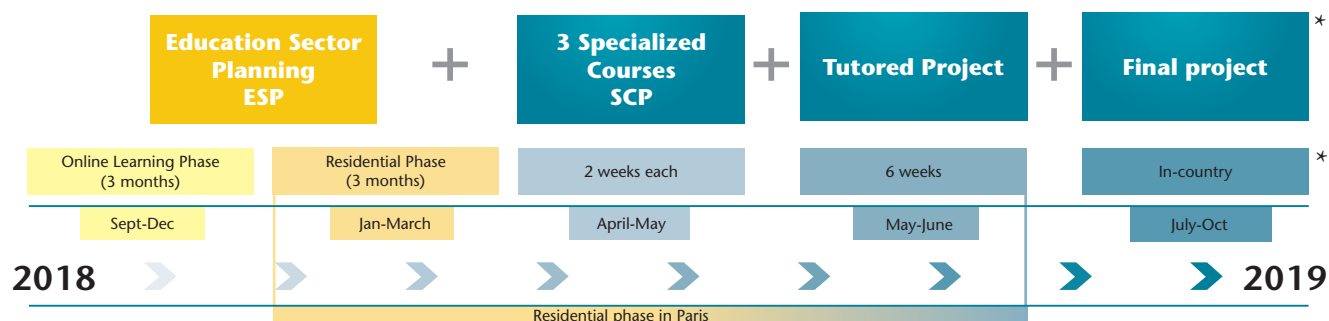 Education Sector
Planning
ESP
+
3 Specialized
Courses
SCP
+
Tutored Project
+
Final project
*
Online Learning Phase
(3 months)
Residential Phase
(3 months)
2 weeks each
6 weeks
In-country
*
Sept-Dec
Jan-March
April-May
May-June
July-Oct
2018
2019
Residential phase in Paris